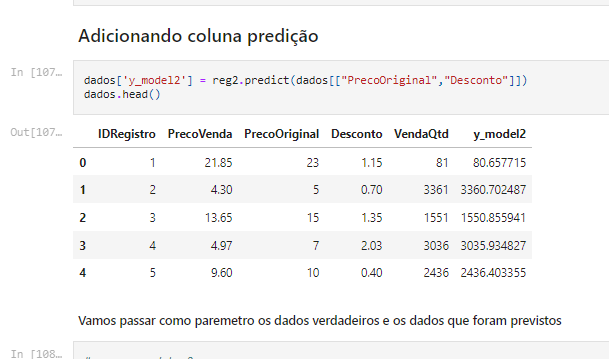 Adicionando coluna predição
In [107...
dados['y_model2'] = reg2.predict(dados[["PrecoOriginal","Desconto"]])
dados.head()
Out[107...
IDRegistro PrecoVenda PrecoOriginal Desconto VendaQtd y_model2
0 1 21.85 23 1.15 81 80.657715
1 2 4.30 5 0.70 3361 3360.702487
2 3 13.65 15 1.35 1551 1550.855941
3 4 4.97 7 2.03 3036 3035.934827
4 5 9.60 10 0.40 2436 2436.403355
Vamos passar como paremetro os dados verdadeiros e os dados que foram previstos
In [108...